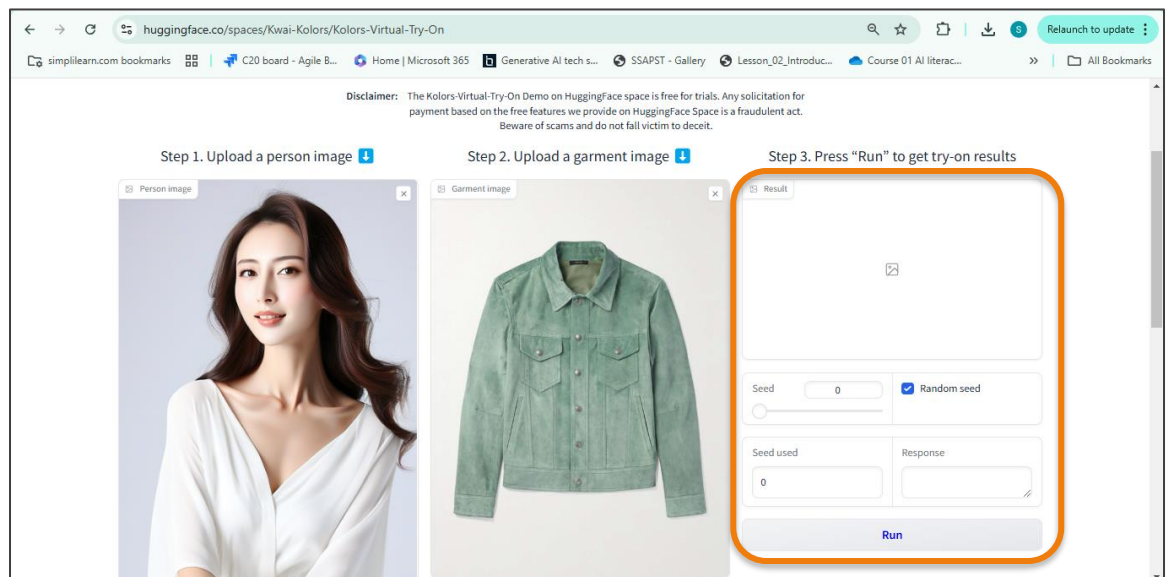 huggingface.co/spaces/Kwai-Kolors/Kolors-Virtual-Try-On
S
Relaunch to update
simplilearn.com bookmarks
C20 board - Agile B...
Home | Microsoft 365
b
Generative AI tech s...
SSAPST - Gallery
Lesson_02_Introduc...
Course 01 AI literac...
»
All Bookmarks
Disclaimer: The Kolors-Virtual-Try-On Demo on HuggingFace space is free for trials. Any solicitation for
payment based on the free features we provide on HuggingFace Space is a fraudulent act.
Beware of scams and do not fall victim to deceit.
Step 1. Upload a person image ⬇️
Step 2. Upload a garment image ⬇️
Step 3. Press “Run” to get try-on results
Person image
Garment image
Result
Seed
0
Random seed
Seed used
0
Response
Run